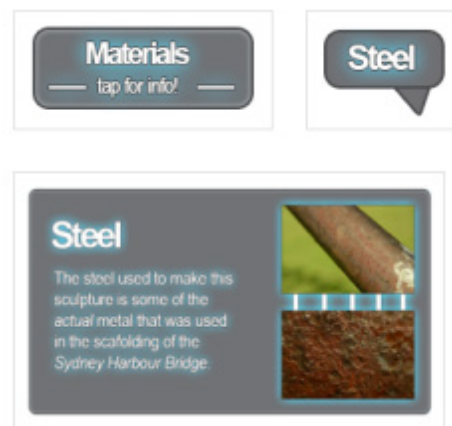 Materials
tap for info!
Steel
Steel
The steel used to make this
sculpture is some of the
actual metal that was used
in the scafolding of the
Sydney Harbour Bridge.